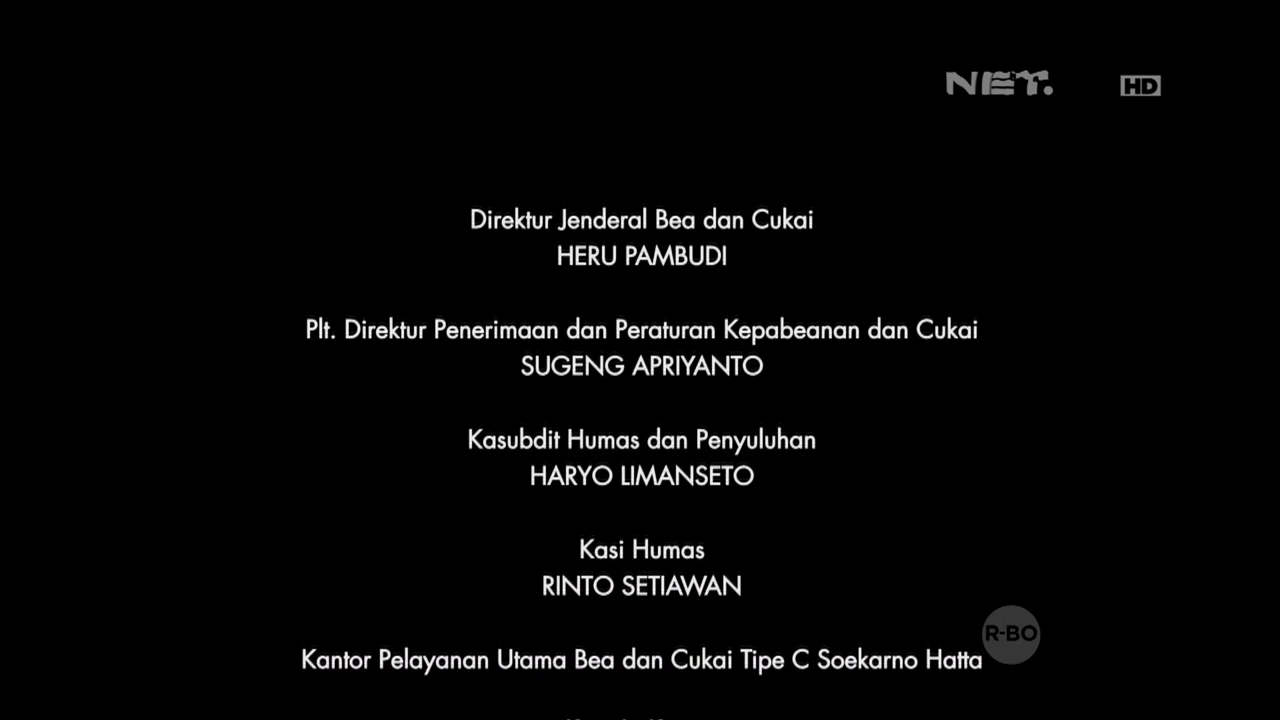 NET.
HD
Direktur Jenderal Bea dan Cukai
HERU PAMBUDI
Plt. Direktur Penerimaan dan Peraturan Kepabeanan dan Cukai
SUGENG APRIYANTO
Kasubdit Humas dan Penyuluhan
HARYO LIMANSETO
Kasi Humas
RINTO SETIAWAN
R-BO
Kantor Pelayanan Utama Bea dan Cukai Tipe C Soekarno Hatta